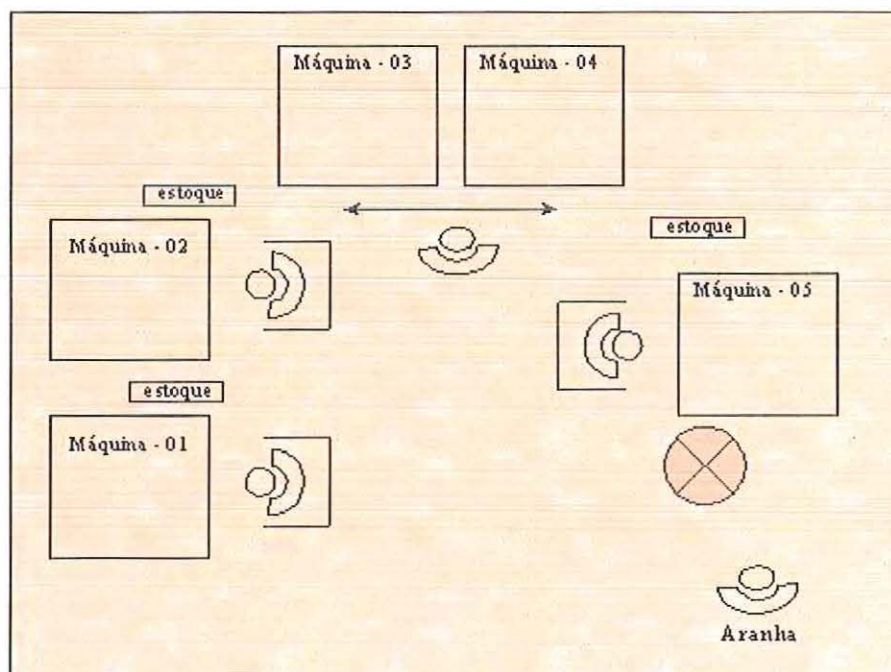 Máquina - 03
Máquina - 04
estoque
Máquina - 02
estoque
Máquina - 05
estoque
Máquina - 01
Aranha